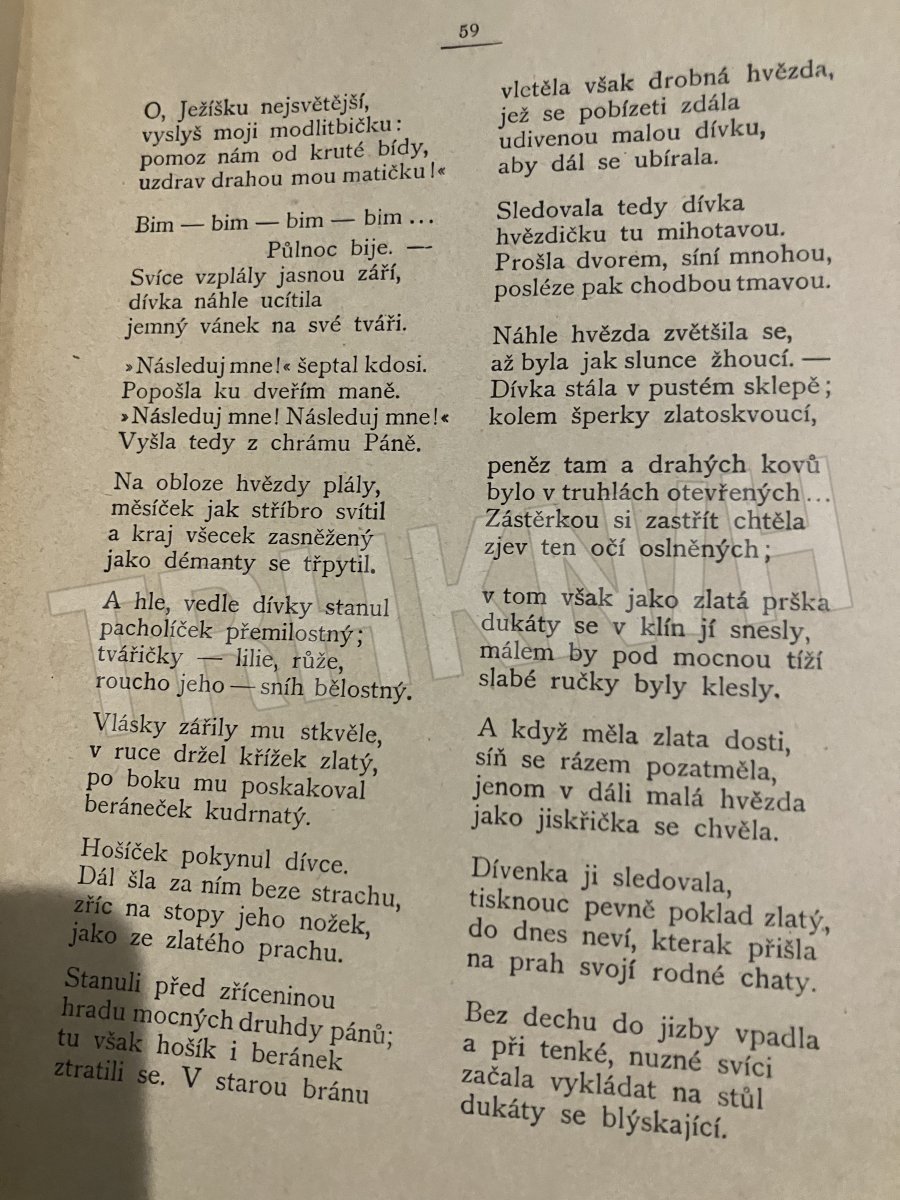 59
O, Ježíšku nejsvětější,
vyslyš moji modlitbičku:
pomoz nám od kruté bídy,
uzdrav drahou mou matičku!«
Bim — bim — bim — bim ...
Půlnoc bije. —
Svíce vzplály jasnou září,
dívka náhle ucítila
jemný vánek na své tváři.
»Následuj mne!« šeptal kdosi.
Popošla ku dveřím maně.
»Následuj mne! Následuj mne!«
Vyšla tedy z chrámu Páně.
Na obloze hvězdy plály,
měsíček jak stříbro svítil
a kraj všecek zasněžený
jako démanty se třpytil.
A hle, vedle dívky stanul
pacholíček přemilostný;
tvářičky — lilie, růže,
roucho jeho — sníh bělostný.
Vlásky zářily mu stkvěle,
v ruce držel křížek zlatý,
po boku mu poskakoval
beráneček kudrnatý.
Hošíček pokynul dívce.
Dál šla za ním beze strachu,
zříc na stopy jeho nožek,
jako ze zlatého prachu.
Stanuli před zříceninou
hradu mocných druhdy pánů;
tu však hošík i beránek
ztratili se. V starou bránu
vletěla však drobná hvězda,
jež se pobízeti zdála
udivenou malou dívku,
aby dál se ubírala.
Sledovala tedy dívka
hvězdičku tu mihotavou.
Prošla dvorem, síní mnohou,
posléze pak chodbou tmavou.
Náhle hvězda zvětšila se,
až byla jak slunce žhoucí. —
Dívka stála v pustém sklepě;
kolem šperky zlatoskvoucí,
peněz tam a drahých kovů
bylo v truhlách otevřených...
Zástěrkou si zastřít chtěla
zjev ten očí oslněných;
v tom však jako zlatá prška
dukáty se v klín jí snesly,
málem by pod mocnou tíží
slabé ručky byly klesly.
A když měla zlata dosti,
síň se rázem pozatměla,
jenom v dáli malá hvězda
jako jiskřička se chvěla.
Dívenka ji sledovala,
tisknouc pevně poklad zlatý,
do dnes neví, kterak přišla
na prah svojí rodné chaty.
Bez dechu do jizby vpadla
a při tenké, nuzné svíci
začala vykládat na stůl
dukáty se blýskající.